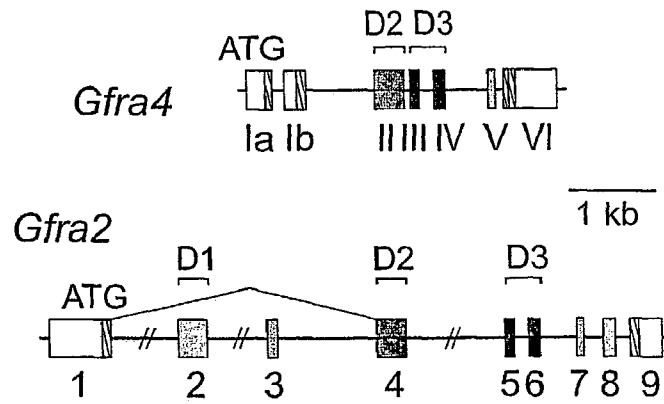 D2 D3
ATG
Gfra4
Ia Ib II III IV V VI
1 kb
Gfra2
D1 D2 D3
ATG
1 2 3 4 5 6 7 8 9